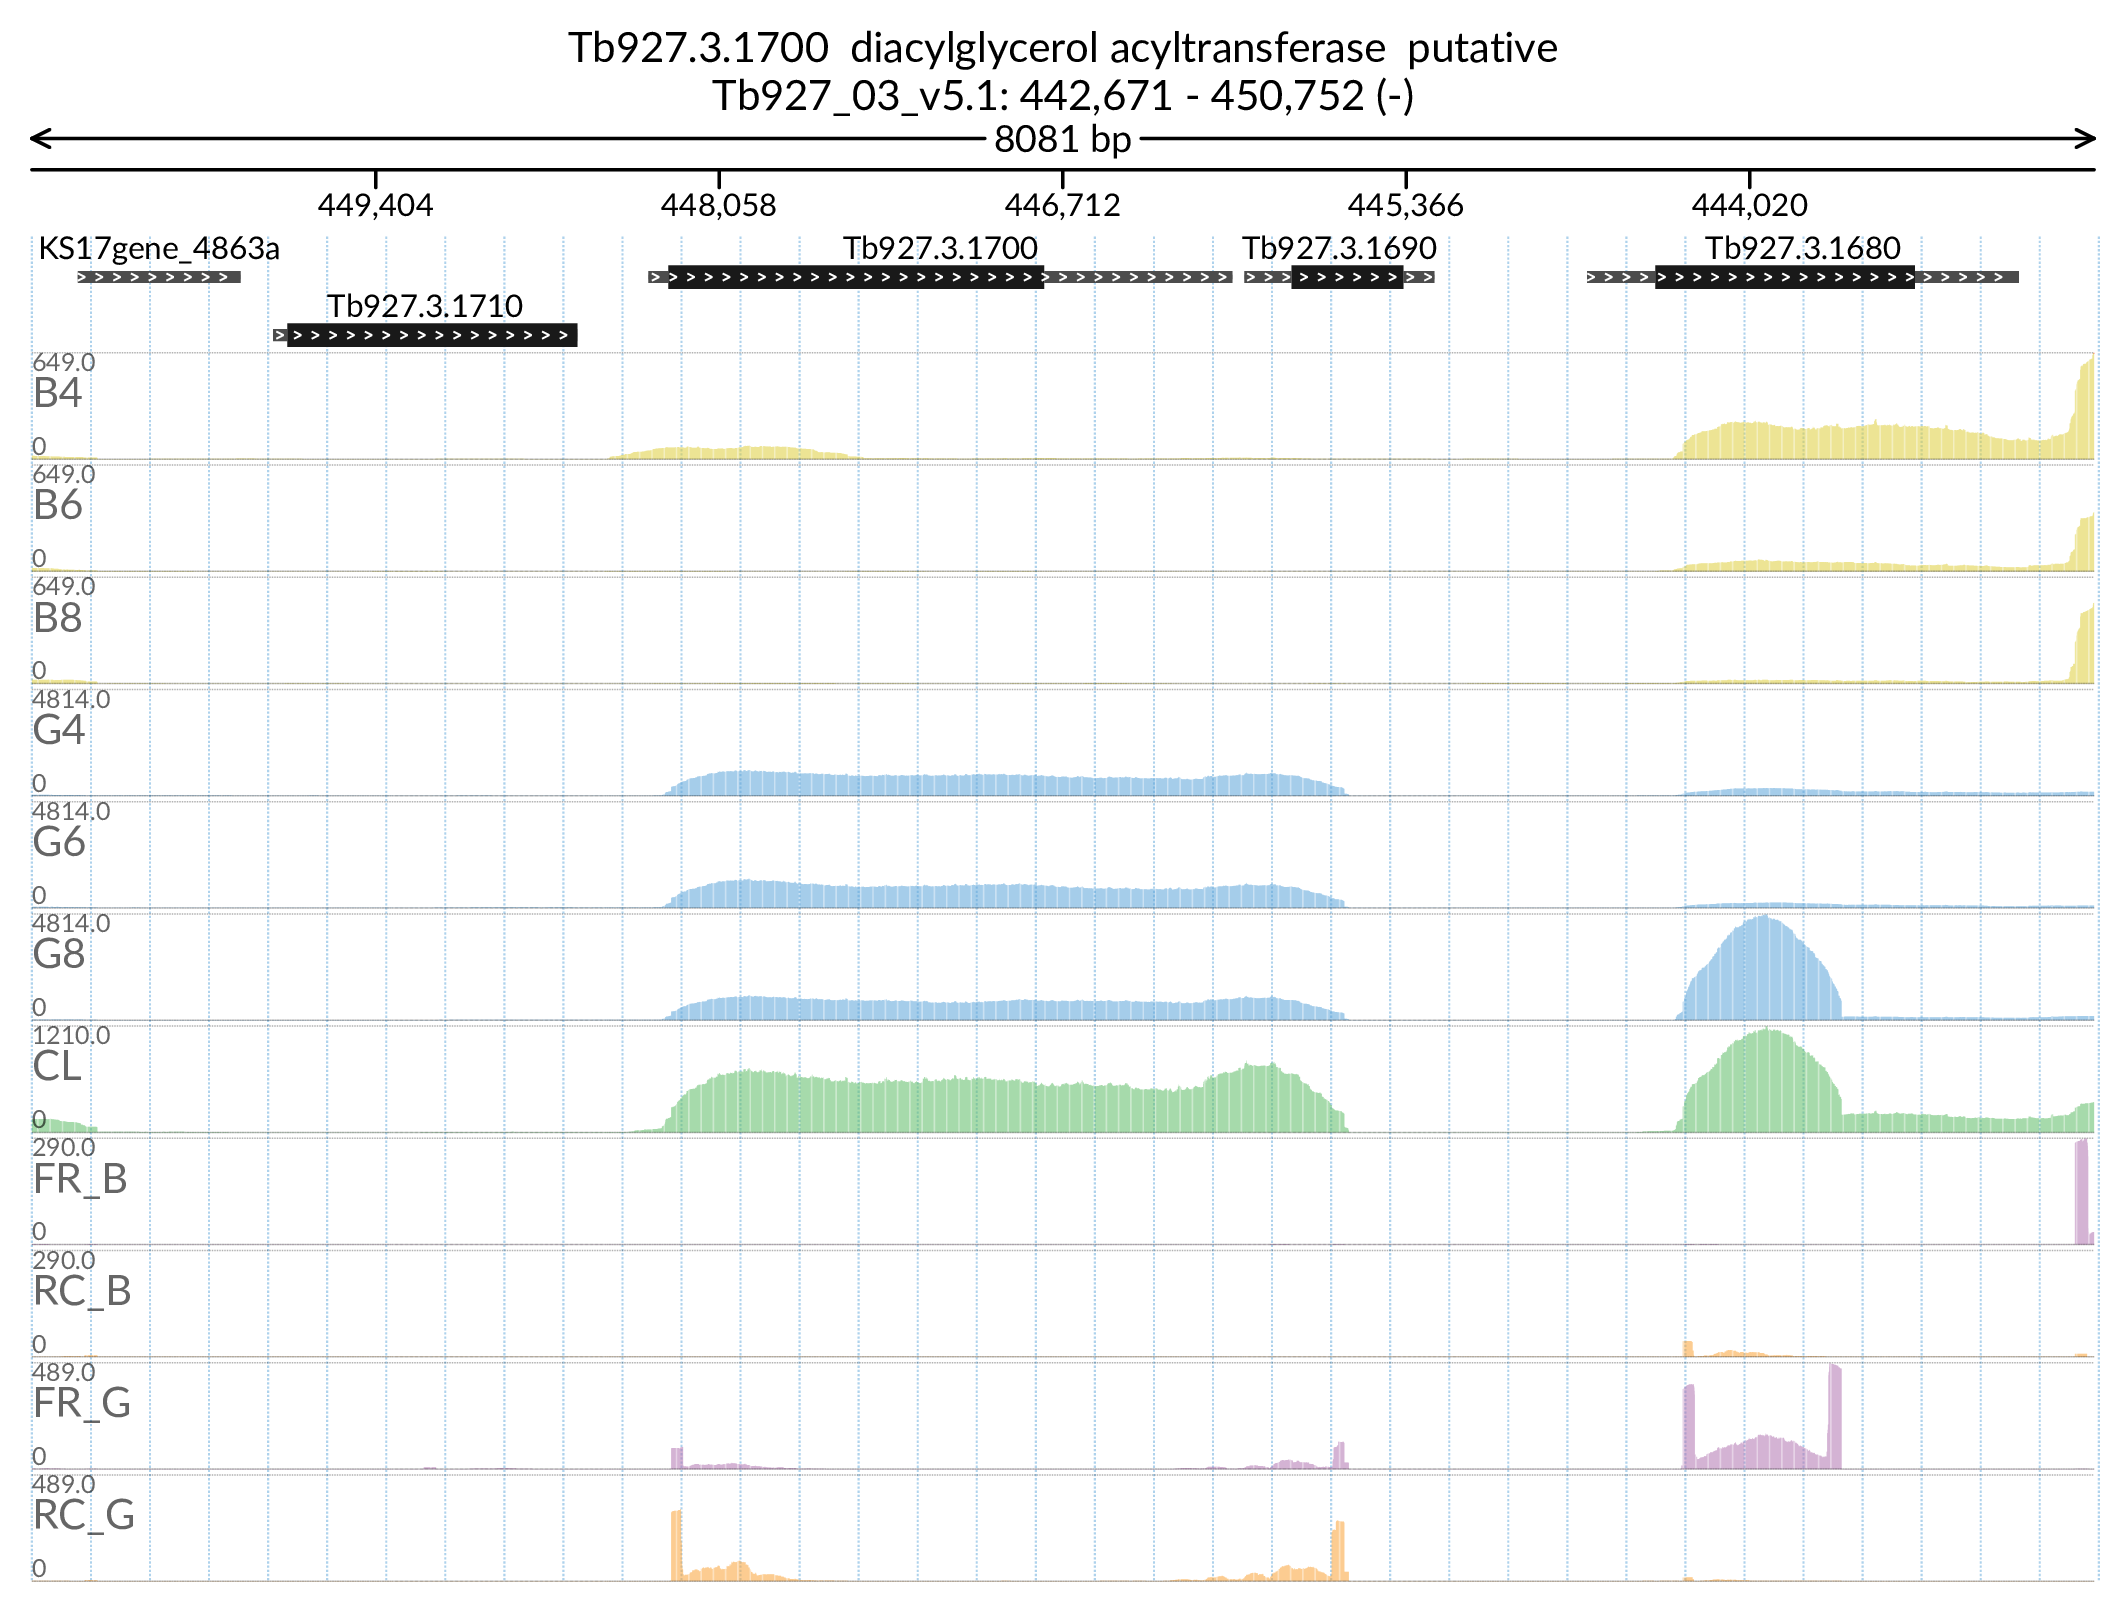 Tb927.3.1700  diacylglycerol acyltransferase  putative
Tb927_03_v5.1: 442,671 - 450,752 (-)
8081 bp
449,404 448,058 446,712 445,366 444,020
KS17gene_4863a Tb927.3.1700 Tb927.3.1690 Tb927.3.1680
Tb927.3.1710
649.0
B4
0
649.0
B6
0
649.0
B8
0
4814.0
G4
0
4814.0
G6
0
4814.0
G8
0
1210.0
CL
0
290.0
FR_B
0
290.0
RC_B
0
489.0
FR_G
0
489.0
RC_G
0